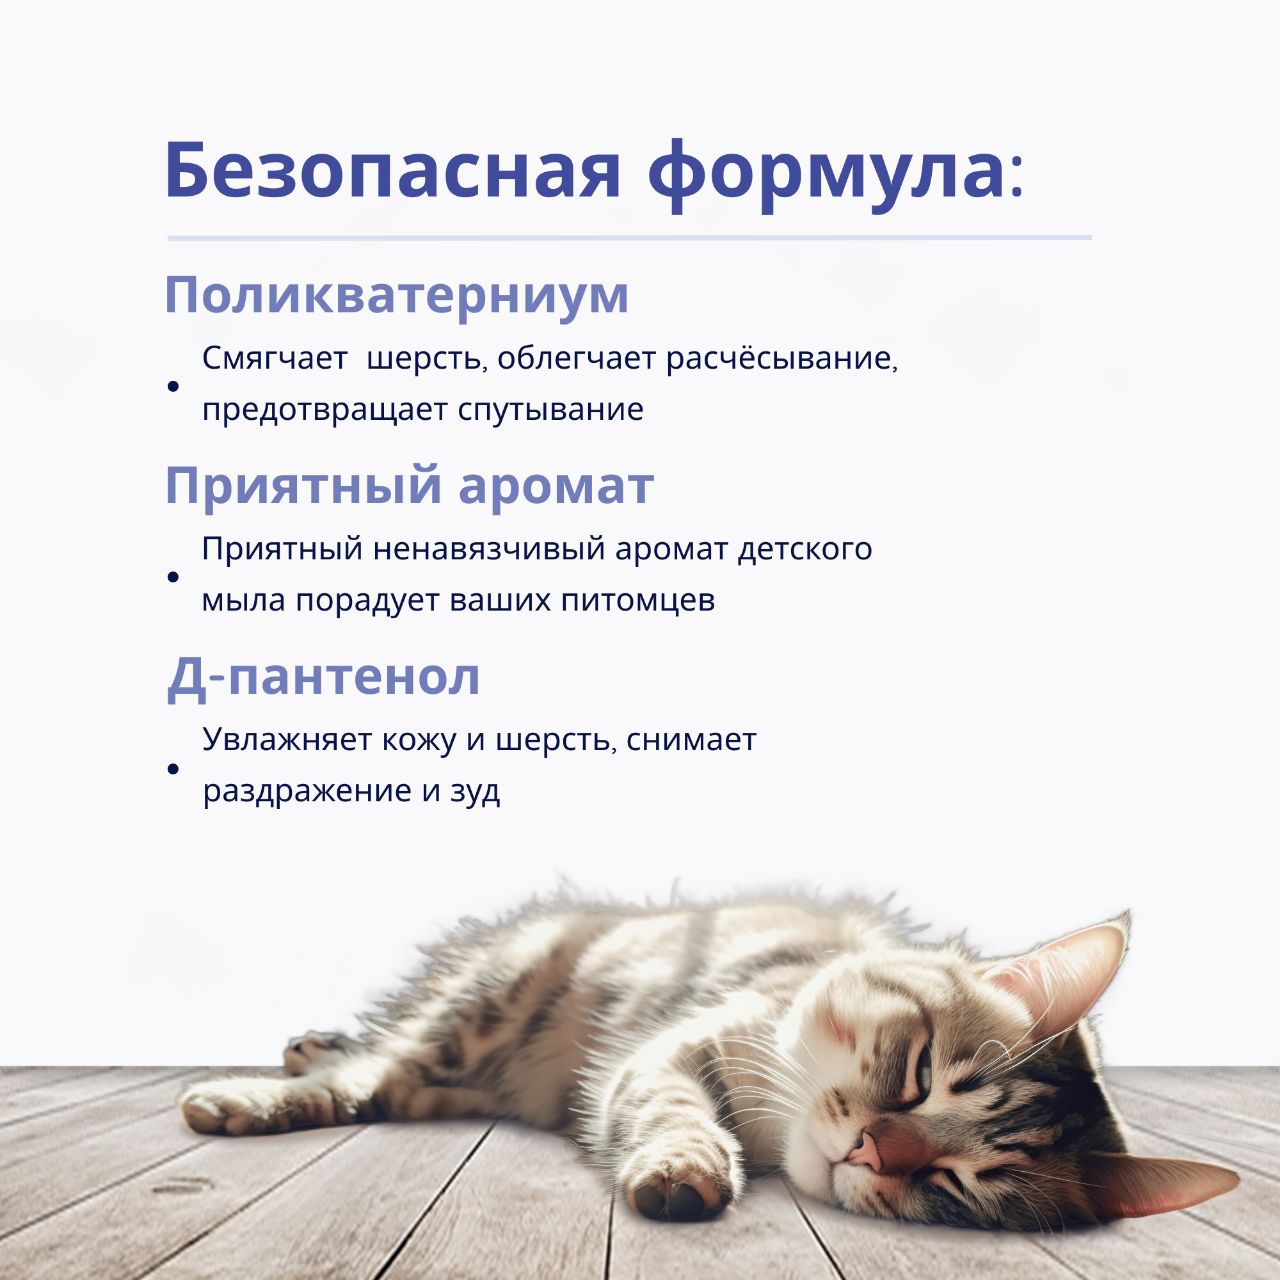 Безопасная формула:
Поликватерниум
• Смягчает  шерсть, облегчает расчёсывание,
предотвращает спутывание
Приятный аромат
• Приятный ненавязчивый аромат детского
мыла порадует ваших питомцев
Д-пантенол
• Увлажняет кожу и шерсть, снимает
раздражение и зуд